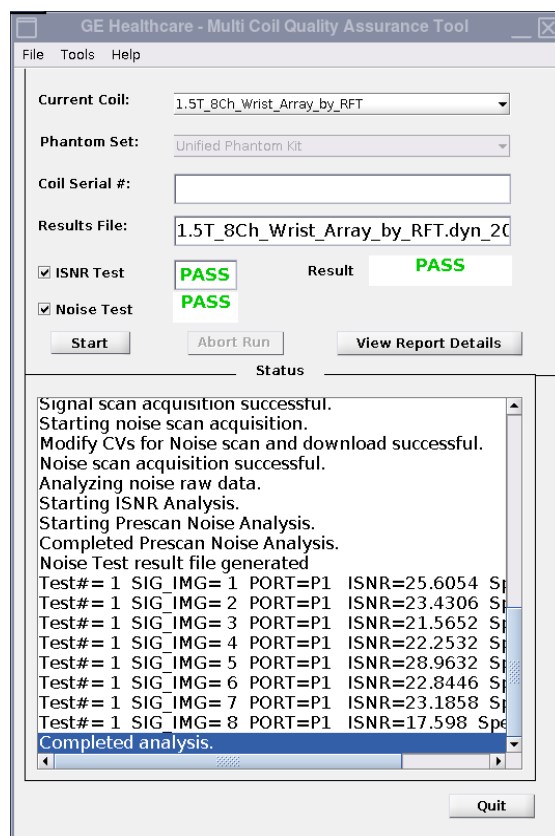 GE Healthcare - Multi Coil Quality Assurance Tool
File Tools Help
Current Coil: 1.5T_8Ch_Wrist_Array_by_RFT
Phantom Set: Unified Phantom Kit
Coil Serial #:
Results File: 1.5T_8Ch_Wrist_Array_by_RFT.dyn_20
ISNR Test PASS Result PASS
Noise Test PASS
Start Abort Run View Report Details
Status
Signal scan acquisition successful.
Starting noise scan acquisition.
Modify CVs for Noise scan and download successful.
Noise scan acquisition successful.
Analyzing noise raw data.
Starting ISNR Analysis.
Starting Prescan Noise Analysis.
Completed Prescan Noise Analysis.
Noise Test result file generated
Test#= 1 SIG_IMG= 1 PORT=P1 ISNR=25.6054 Sp
Test#= 1 SIG_IMG= 2 PORT=P1 ISNR=23.4306 Sp
Test#= 1 SIG_IMG= 3 PORT=P1 ISNR=21.5652 Sp
Test#= 1 SIG_IMG= 4 PORT=P1 ISNR=22.2532 Sp
Test#= 1 SIG_IMG= 5 PORT=P1 ISNR=28.9632 Sp
Test#= 1 SIG_IMG= 6 PORT=P1 ISNR=22.8446 Sp
Test#= 1 SIG_IMG= 7 PORT=P1 ISNR=23.1858 Sp
Test#= 1 SIG_IMG= 8 PORT=P1 ISNR=17.598 Spe
Completed analysis.
Quit